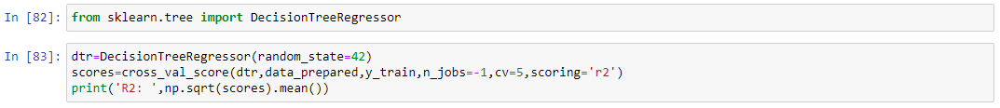 In [82]: from sklearn.tree import DecisionTreeRegressor
In [83]: dtr=DecisionTreeRegressor(random_state=42)
scores=cross_val_score(dtr,data_prepared,y_train,n_jobs=-1,cv=5,scoring='r2')
print('R2: ',np.sqrt(scores).mean())